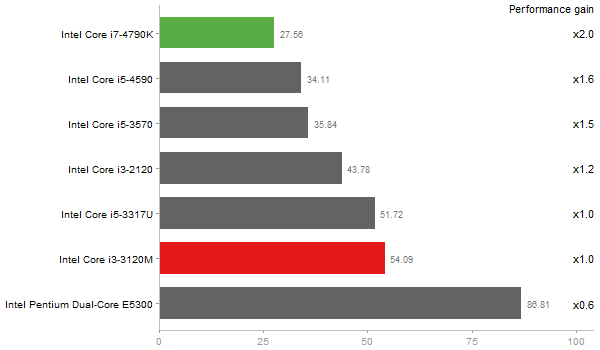 Performance gain
Intel Core i7-4790K 27.56 x2.0
Intel Core i5-4590 34.11 x1.6
Intel Core i5-3570 35.84 x1.5
Intel Core i3-2120 43.78 x1.2
Intel Core i5-3317U 51.72 x1.0
Intel Core i3-3120M 54.09 x1.0
Intel Pentium Dual-Core E5300 86.81 x0.6
0 25 50 75 100